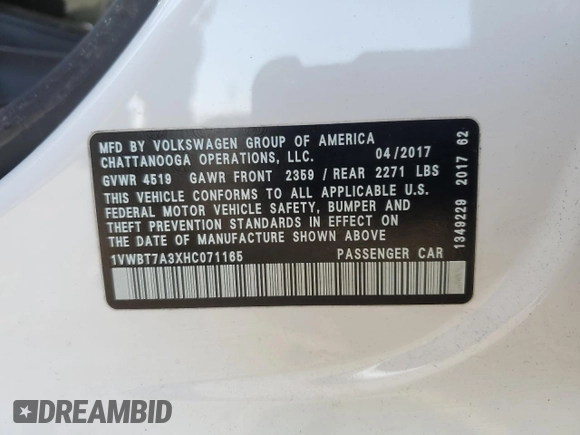 MFD BY VOLKSWAGEN GROUP OF AMERICA
CHATTANOOGA OPERATIONS, LLC. 04/2017
GVWR 4519 GAWR FRONT 2359 / REAR 2271 LBS
THIS VEHICLE CONFORMS TO ALL APPLICABLE U.S.
FEDERAL MOTOR VEHICLE SAFETY, BUMPER AND
THEFT PREVENTION STANDARDS IN EFFECT ON
THE DATE OF MANUFACTURE SHOWN ABOVE
1VWBT7A3XHC071165 PASSENGER CAR
1349229 2017 62
DREAMBID